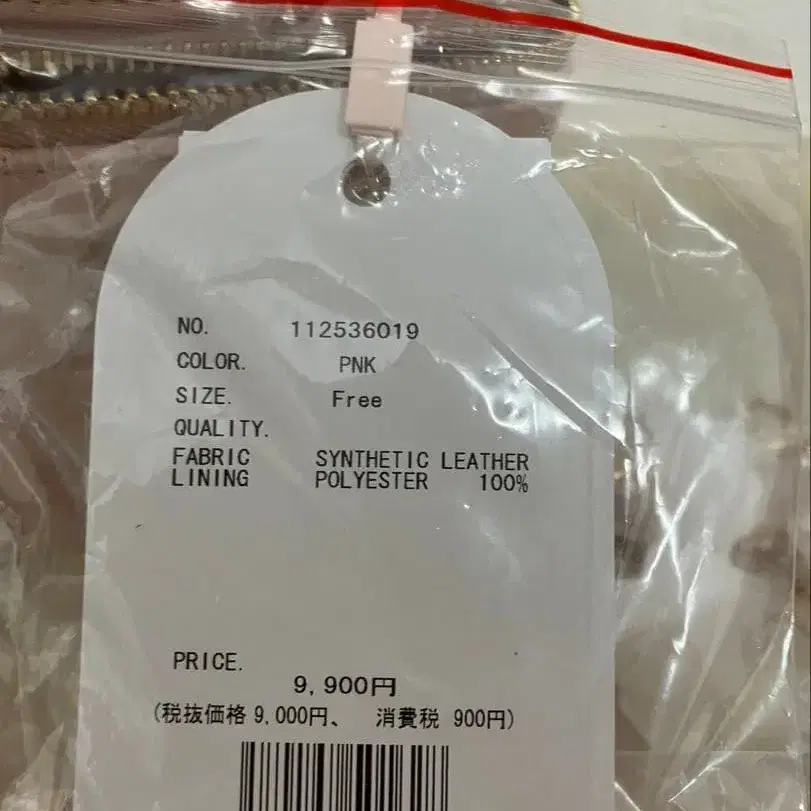 NO. 112536019
COLOR. PNK
SIZE. Free
QUALITY.
FABRIC SYNTHETIC LEATHER
LINING POLYESTER 100%
PRICE.
9,900円
(税抜価格 9,000円、 消費税 900円)